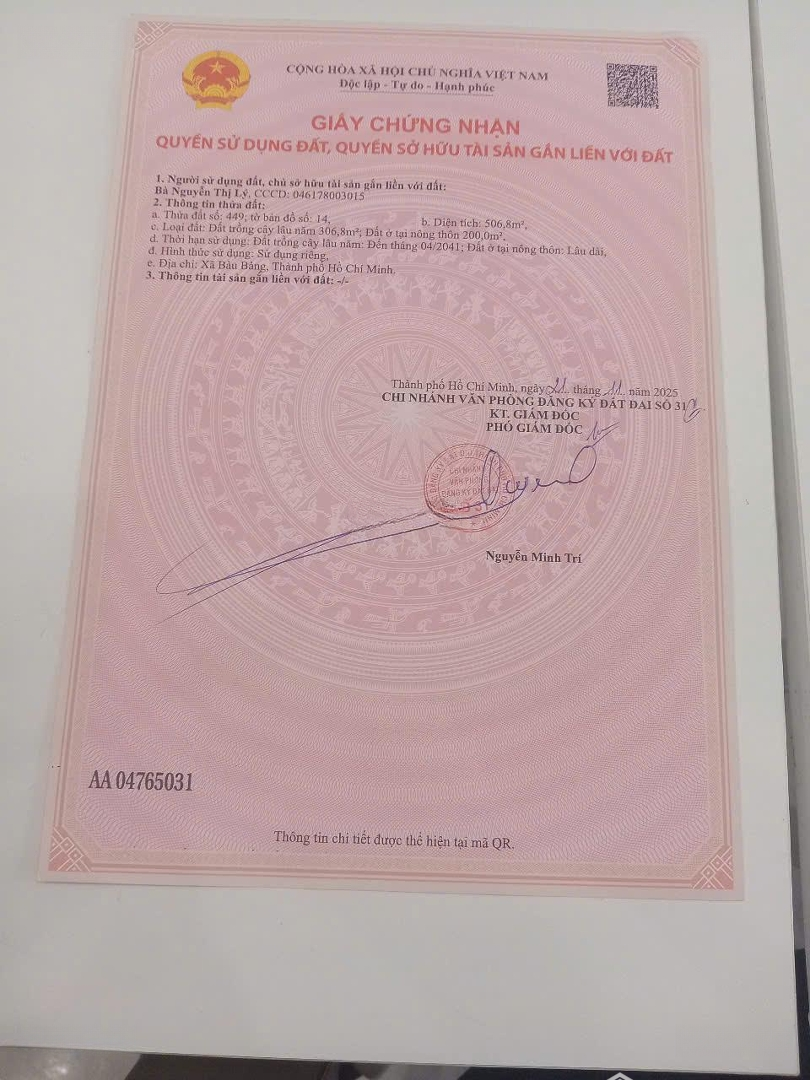 CỘNG HÒA XÃ HỘI CHỦ NGHĨA VIỆT NAM
Độc lập - Tự do - Hạnh phúc
GIẤY CHỨNG NHẬN
QUYỀN SỬ DỤNG ĐẤT, QUYỀN SỞ HỮU TÀI SẢN GẮN LIỀN VỚI ĐẤT
1. Người sử dụng đất, chủ sở hữu tài sản gắn liền với đất:
Bà Nguyễn Thị Lý, CCCD: 046178003015
2. Thông tin thửa đất:
a. Thửa đất số: 449; tờ bản đồ số: 14, b. Diện tích: 506,8m²;
c. Loại đất: Đất trồng cây lâu năm 306,8m²; Đất ở tại nông thôn 200,0m²,
d. Thời hạn sử dụng: Đất trồng cây lâu năm: Đến tháng 04/2041; Đất ở tại nông thôn: Lâu dài,
đ. Hình thức sử dụng: Sử dụng riêng,
e. Địa chỉ: Xã Bàu Bàng, Thành phố Hồ Chí Minh.
3. Thông tin tài sản gắn liền với đất: -/-
Thành phố Hồ Chí Minh, ngày 21 tháng 11 năm 2025
CHI NHÁNH VĂN PHÒNG ĐĂNG KÝ ĐẤT ĐAI SỐ 31
KT. GIÁM ĐỐC
PHÓ GIÁM ĐỐC
CHI NHÁNH
VĂN PHÒNG
ĐĂNG KÝ ĐẤT ĐAI
Nguyễn Minh Trí
AA 04765031
Thông tin chi tiết được thể hiện tại mã QR.